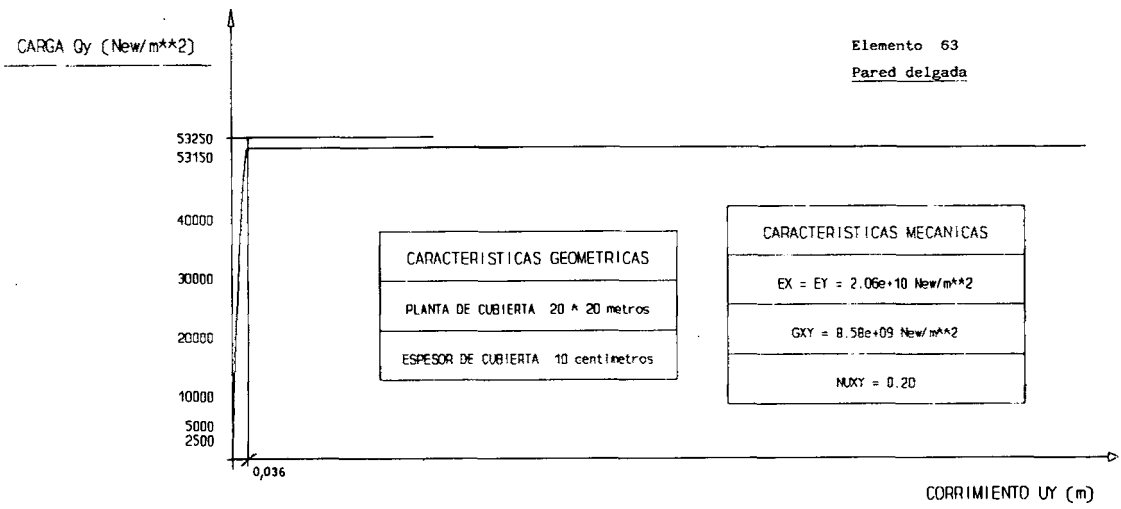 CARGA Qy (New/m**2)
Elemento 63
Pared delgada
53250
53150
40000
30000
20000
10000
5000
2500
0,036
CORRIMIENTO UY (m)
CARACTERISTICAS GEOMETRICAS
PLANTA DE CUBIERTA 20 * 20 metros
ESPESOR DE CUBIERTA 10 centimetros
CARACTERISTICAS MECANICAS
EX = EY = 2.06e+10 New/m**2
GXY = 8.58e+09 New/m**2
NUXY = 0.20